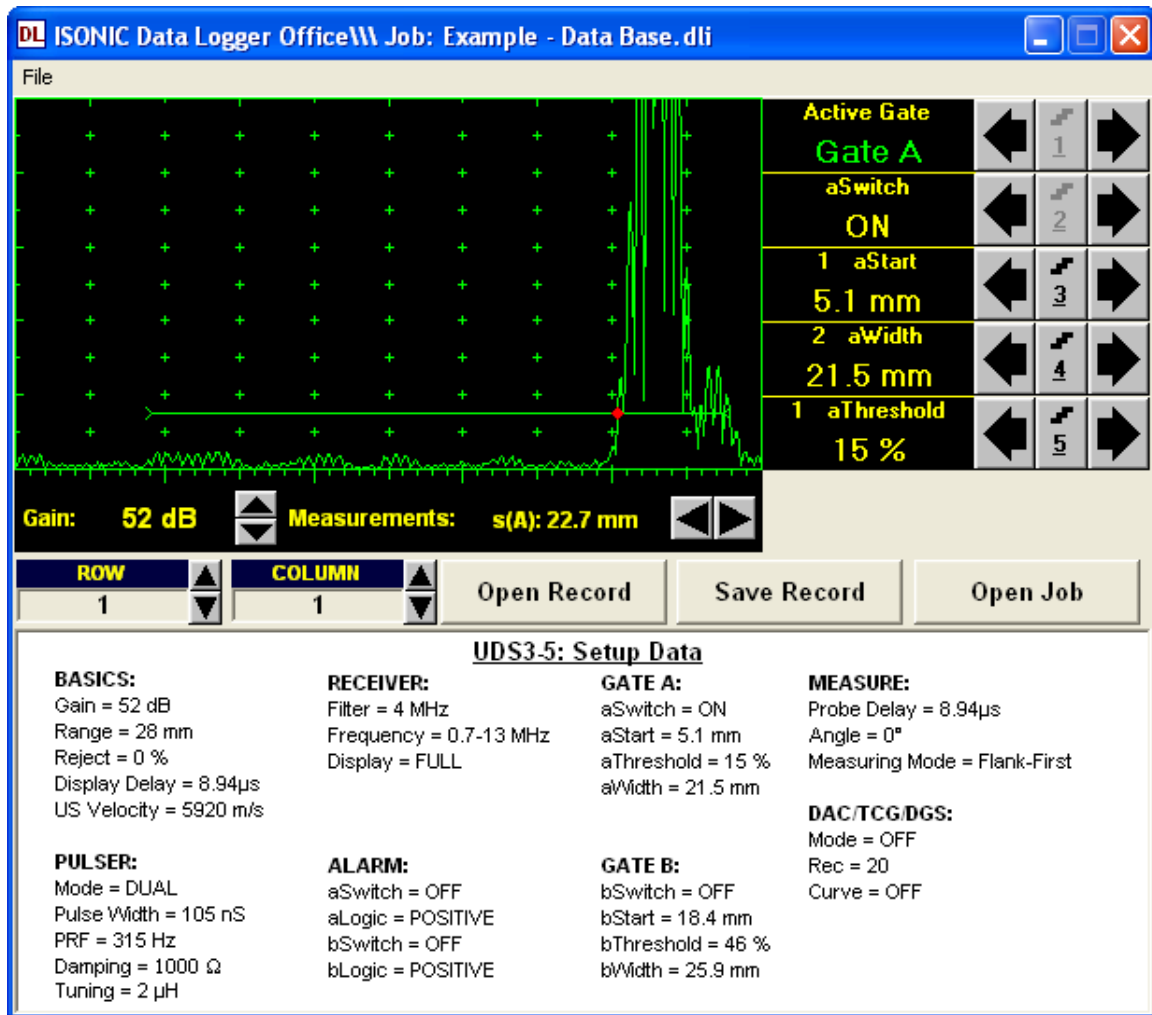 DL ISONIC Data Logger Office\\\ Job: Example - Data Base.dli
File
Active Gate
Gate A
1
aSwitch
ON
2
1 aStart
5.1 mm
3
2 aWidth
21.5 mm
4
1 aThreshold
15 %
5
Gain: 52 dB Measurements: s(A): 22.7 mm
ROW
1
COLUMN
1
Open Record
Save Record
Open Job
UDS3-5: Setup Data
BASICS:
Gain = 52 dB
Range = 28 mm
Reject = 0 %
Display Delay = 8.94µs
US Velocity = 5920 m/s
RECEIVER:
Filter = 4 MHz
Frequency = 0.7-13 MHz
Display = FULL
GATE A:
aSwitch = ON
aStart = 5.1 mm
aThreshold = 15 %
aWidth = 21.5 mm
MEASURE:
Probe Delay = 8.94µs
Angle = 0°
Measuring Mode = Flank-First
DAC/TCG/DGS:
Mode = OFF
Rec = 20
Curve = OFF
PULSER:
Mode = DUAL
Pulse Width = 105 nS
PRF = 315 Hz
Damping = 1000 Ω
Tuning = 2 µH
ALARM:
aSwitch = OFF
aLogic = POSITIVE
bSwitch = OFF
bLogic = POSITIVE
GATE B:
bSwitch = OFF
bStart = 18.4 mm
bThreshold = 46 %
bWidth = 25.9 mm